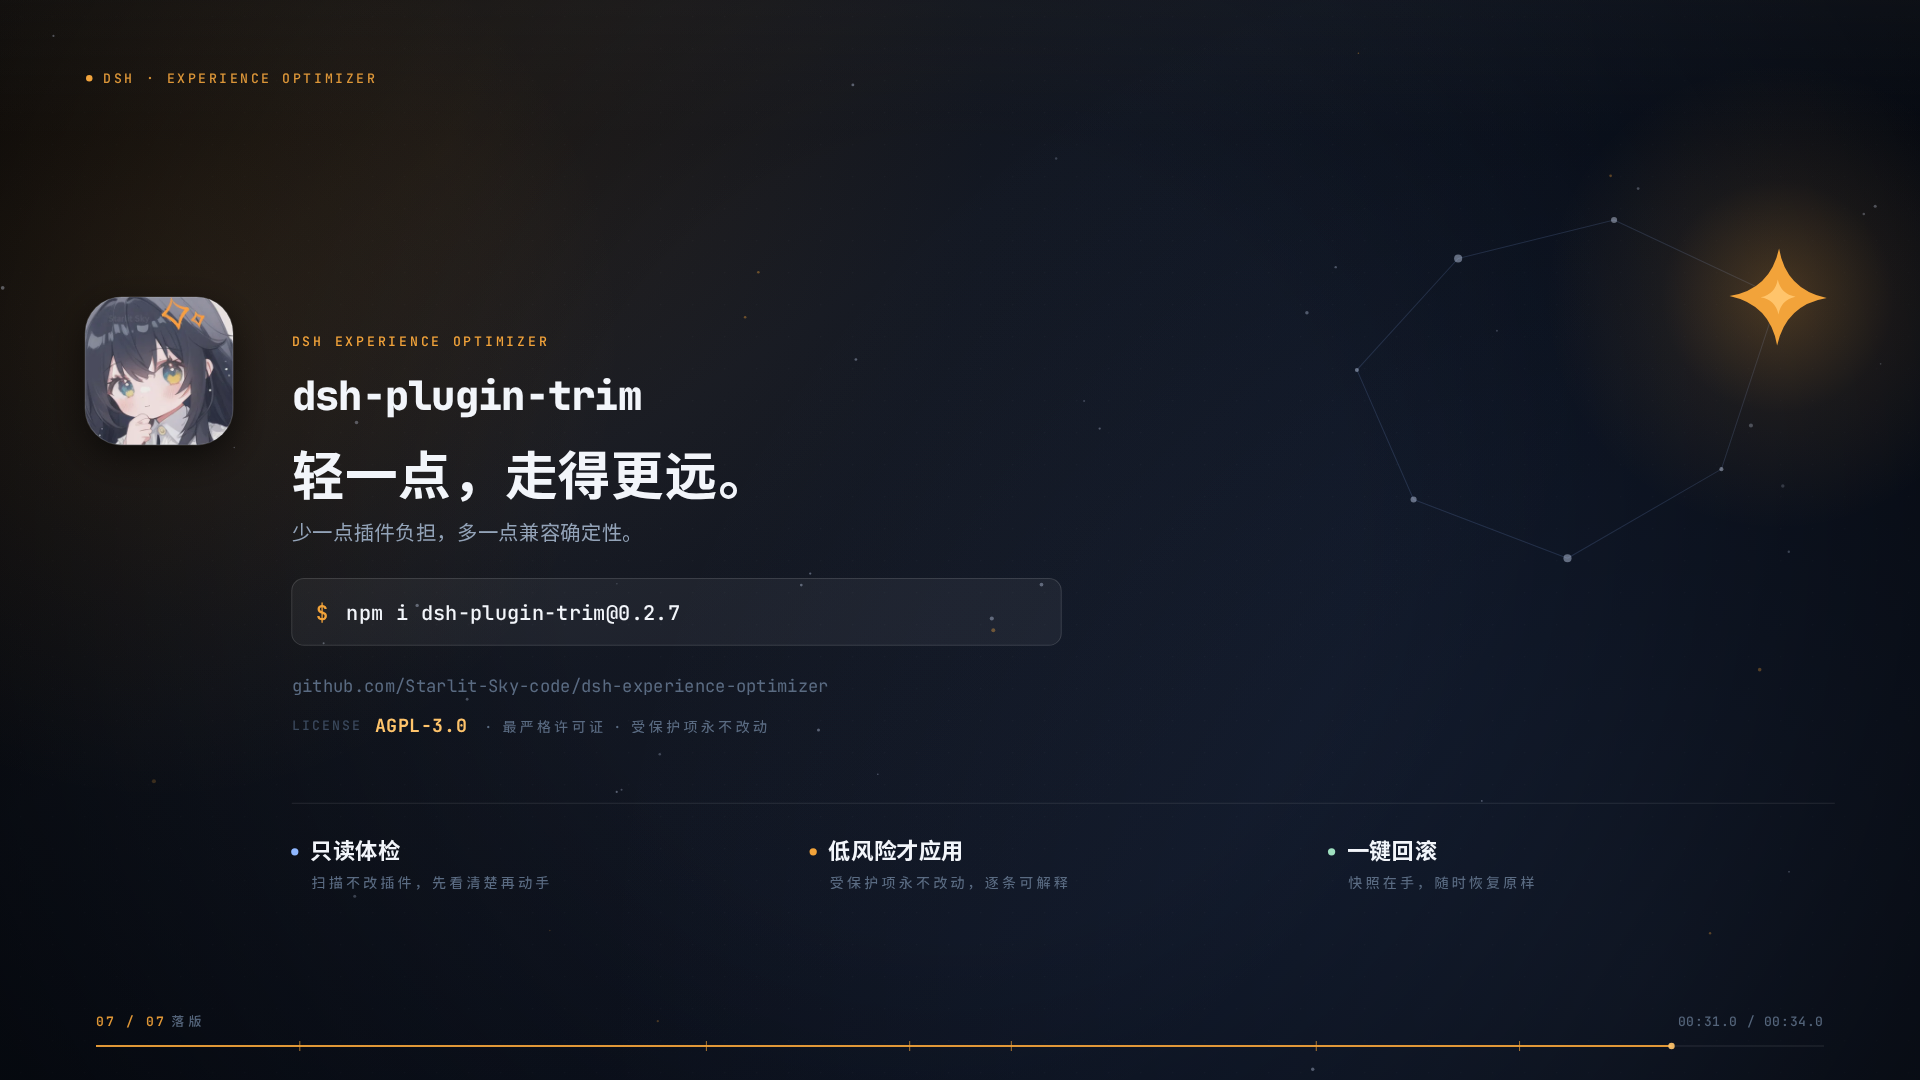 DSH · EXPERIENCE OPTIMIZER
DSH EXPERIENCE OPTIMIZER
dsh-plugin-trim
轻一点，走得更远。
少一点插件负担，多一点兼容确定性。
$ npm i dsh-plugin-trim@0.2.7
github.com/Starlit-Sky-code/dsh-experience-optimizer
LICENSE AGPL-3.0 · 最严格许可证 · 受保护项永不改动
只读体检
扫描不改插件，先看清楚再动手
低风险才应用
受保护项永不改动，逐条可解释
一键回滚
快照在手，随时恢复原样
07 / 07 落版
00:31.0 / 00:34.0